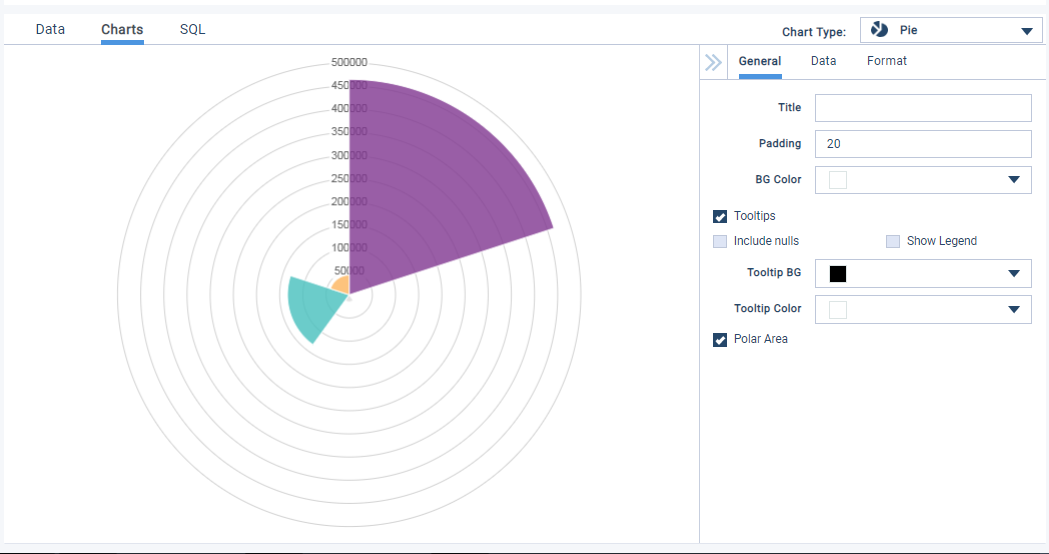 Data Charts SQL
Chart Type: Pie
General Data Format
500000
450000
400000
350000
300000
250000
200000
150000
100000
50000
Title
Padding 20
BG Color
Tooltips
Include nulls Show Legend
Tooltip BG
Tooltip Color
Polar Area